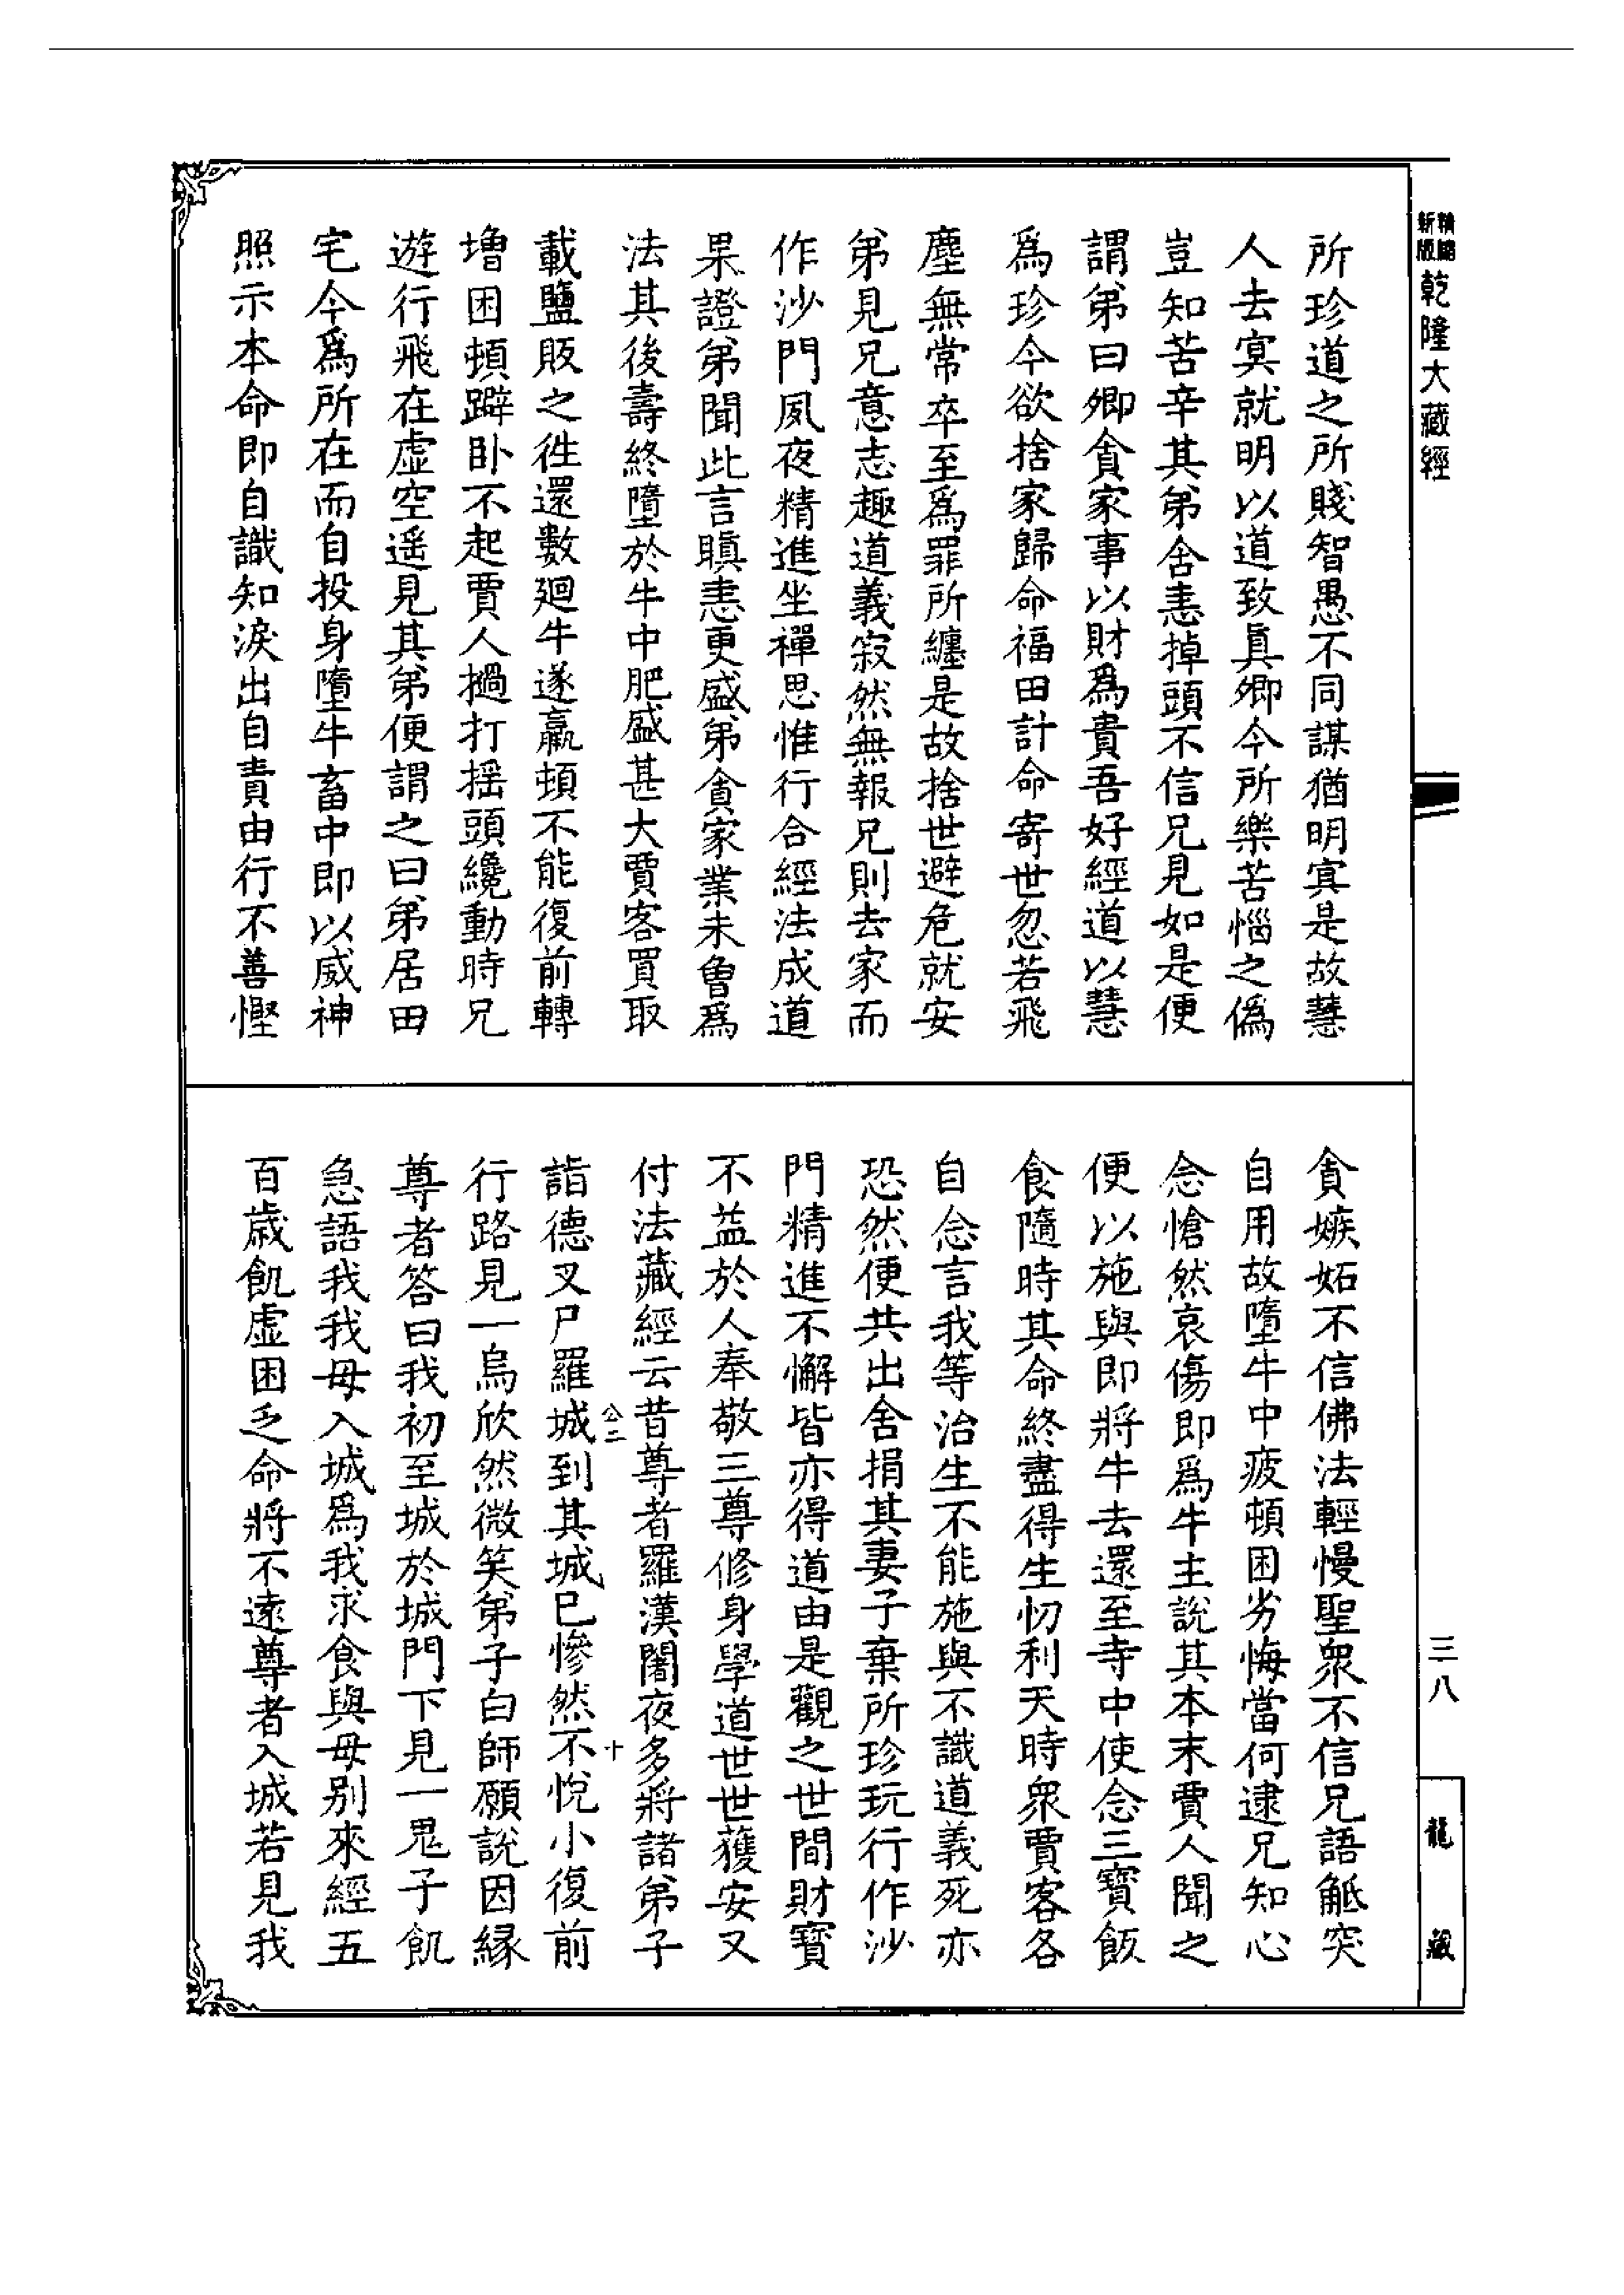 精縮
新版
乾隆大藏經
所珍道之所賤智愚不同謀猶明㝠是故慧
人去㝠就明以道致真卿今所樂苦惱之僞
豈知苦辛其弟含恚掉頭不信兄見如是便
謂弟曰卿貪家事以財爲貴吾好經道以慧
爲珍今欲捨家歸命福田計命寄世忽若飛
塵無常卒至爲罪所纏是故捨世避危就安
弟見兄意志趣道義寂然無報兄則去家而
作沙門夙夜精進坐禪思惟行合經法成道
果證弟聞此言瞋恚更盛弟貪家業未曾爲
法其後壽終墮於牛中肥盛甚大賈客買取
載鹽販之徃還數廻牛遂羸頓不能復前轉
增困頓躃卧不起賈人撾打摇頭纔動時兄
遊行飛在虛空遥見其弟便謂之曰弟居田
宅今爲所在而自投身墮牛畜中即以威神
照示本命即自識知淚出自責由行不善慳
貪嫉妬不信佛法輕慢聖眾不信兄語觝突
自用故墮牛中疲頓困劣悔當何逮兄知心
念愴然哀傷即爲牛主說其本末賈人聞之
便以施與即將牛去還至寺中使念三寶飯
食隨時其命終盡得生忉利天時眾賈客各
自念言我等治生不能施與不識道義死亦
恐然便共出舍捐其妻子棄所珍玩行作沙
門精進不懈皆亦得道由是觀之世間財寶
不益於人奉敬三尊修身學道世世獲安又
付法藏經云昔尊者羅漢闍夜多將諸弟子
公二
十
詣德叉尸羅城到其城已慘然不悅小復前
行路見一烏欣然微笑弟子白師願說因緣
尊者答曰我初至城於城門下見一鬼子飢
急語我我母入城爲我求食與母别來經五
百歲飢虛困乏命將不遠尊者入城若見我
三八
龍藏